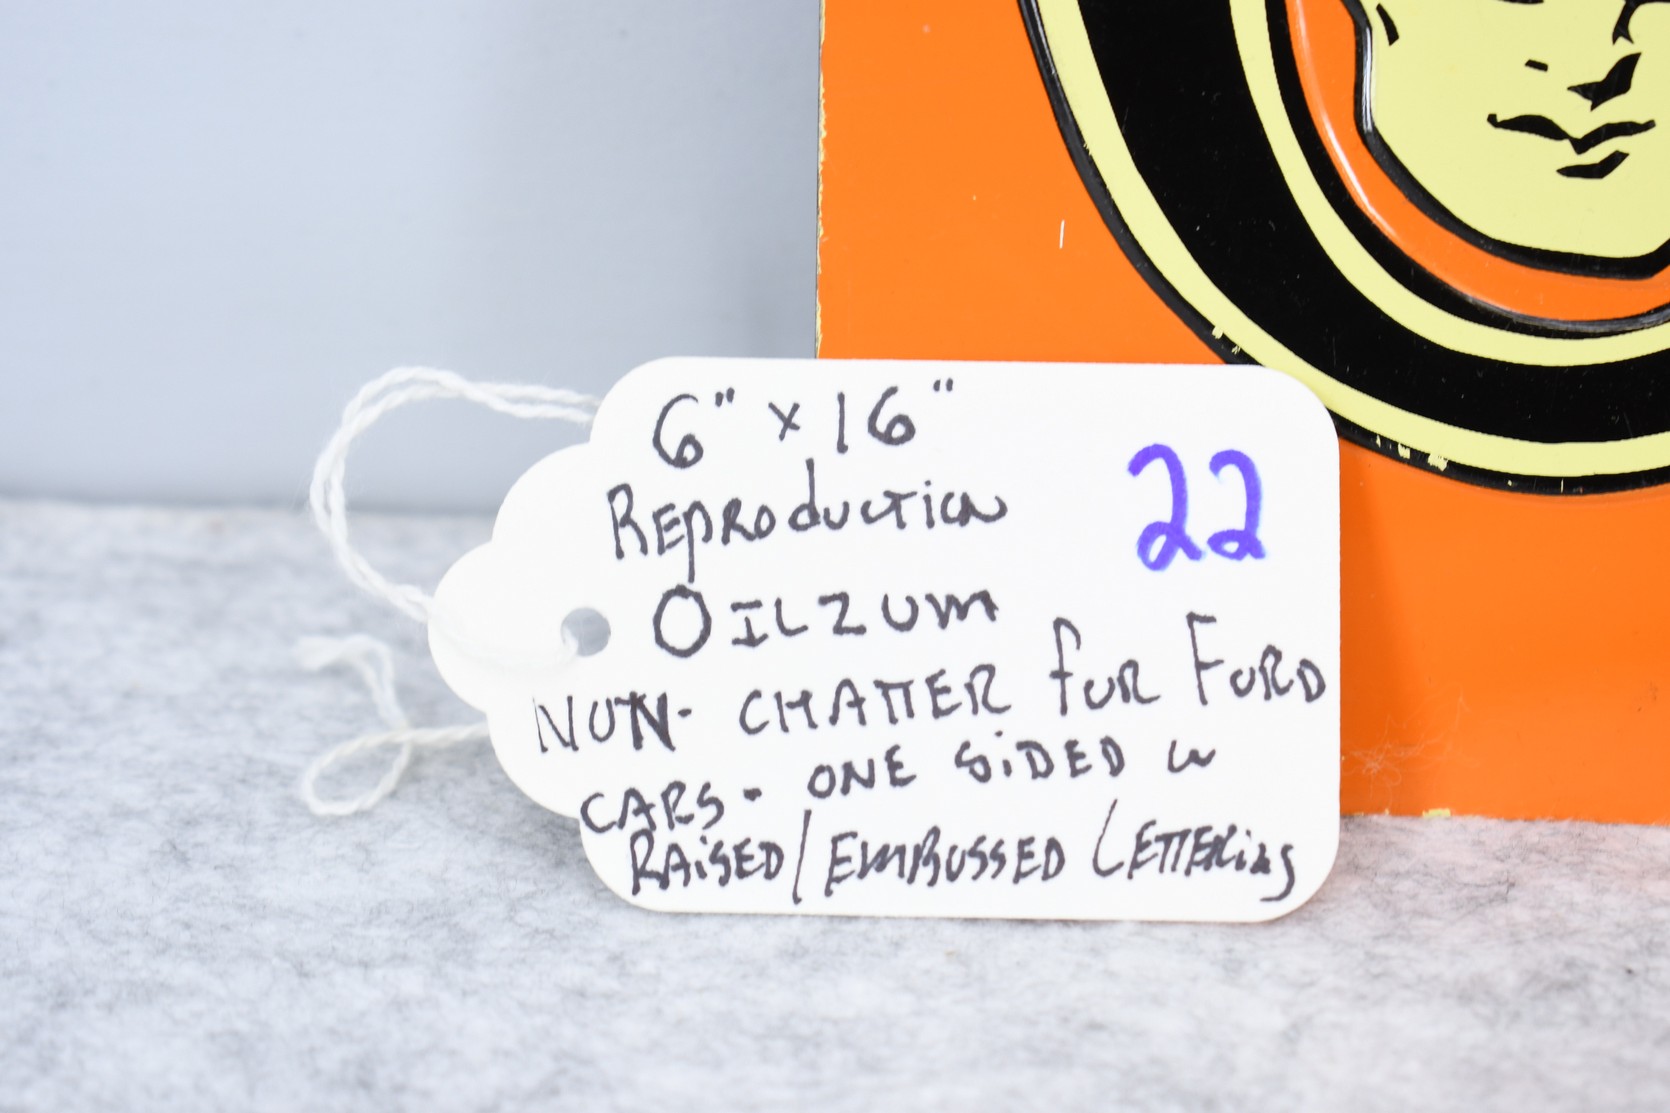 6" x 16"
Reproduction
22
OILZUM
NON- CHATTER for FORD
CARS - ONE SiDED w
RAiSED/EMBOSSED LETTERing